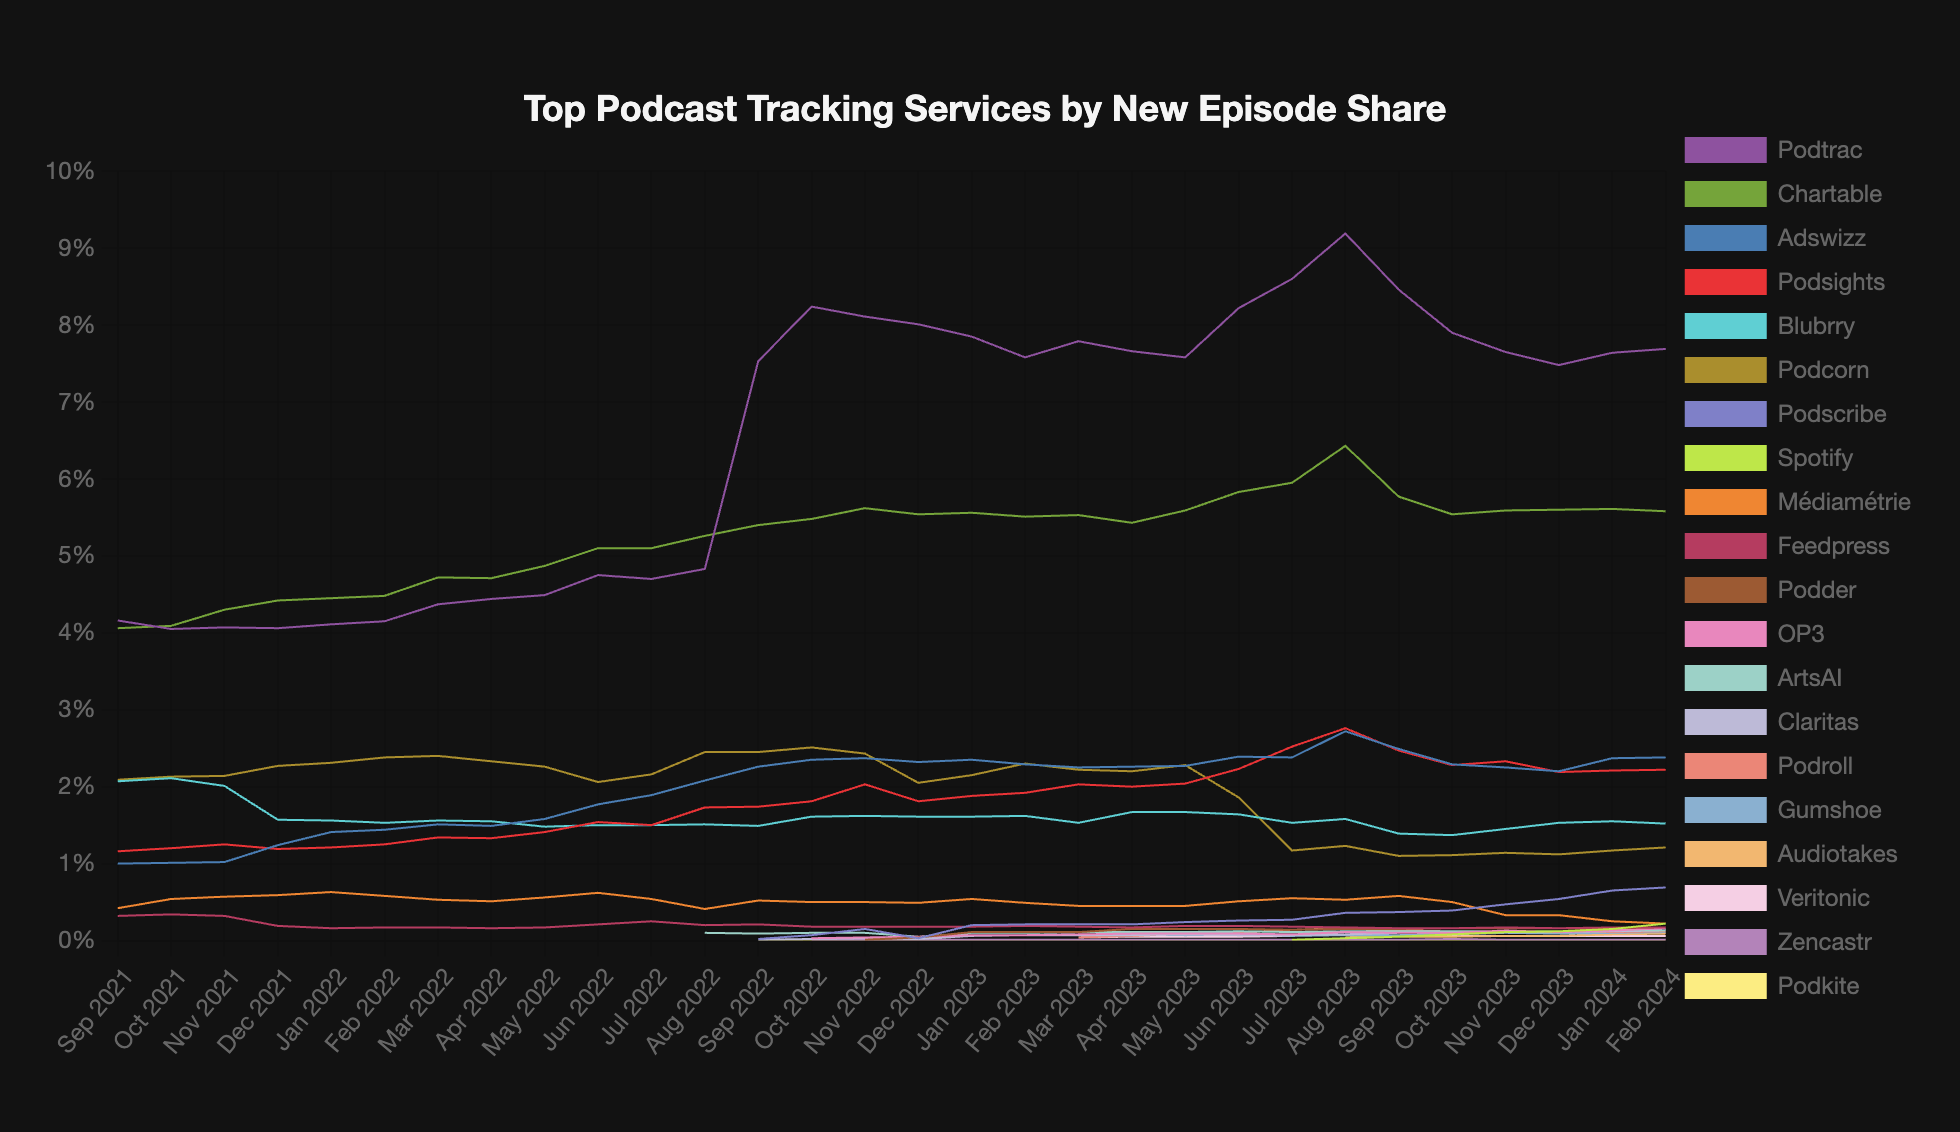 Top Podcast Tracking Services by New Episode Share
10%
9%
8%
7%
6%
5%
4%
3%
2%
1%
0%
Sep 2021
Oct 2021
Nov 2021
Dec 2021
Jan 2022
Feb 2022
Mar 2022
Apr 2022
May 2022
Jun 2022
Jul 2022
Aug 2022
Sep 2022
Oct 2022
Nov 2022
Dec 2022
Jan 2023
Feb 2023
Mar 2023
Apr 2023
May 2023
Jun 2023
Jul 2023
Aug 2023
Sep 2023
Oct 2023
Nov 2023
Dec 2023
Jan 2024
Feb 2024
Podtrac
Chartable
Adswizz
Podsights
Blubrry
Podcorn
Podscribe
Spotify
Médiamétrie
Feedpress
Podder
OP3
ArtsAI
Claritas
Podroll
Gumshoe
Audiotakes
Veritonic
Zencastr
Podkite